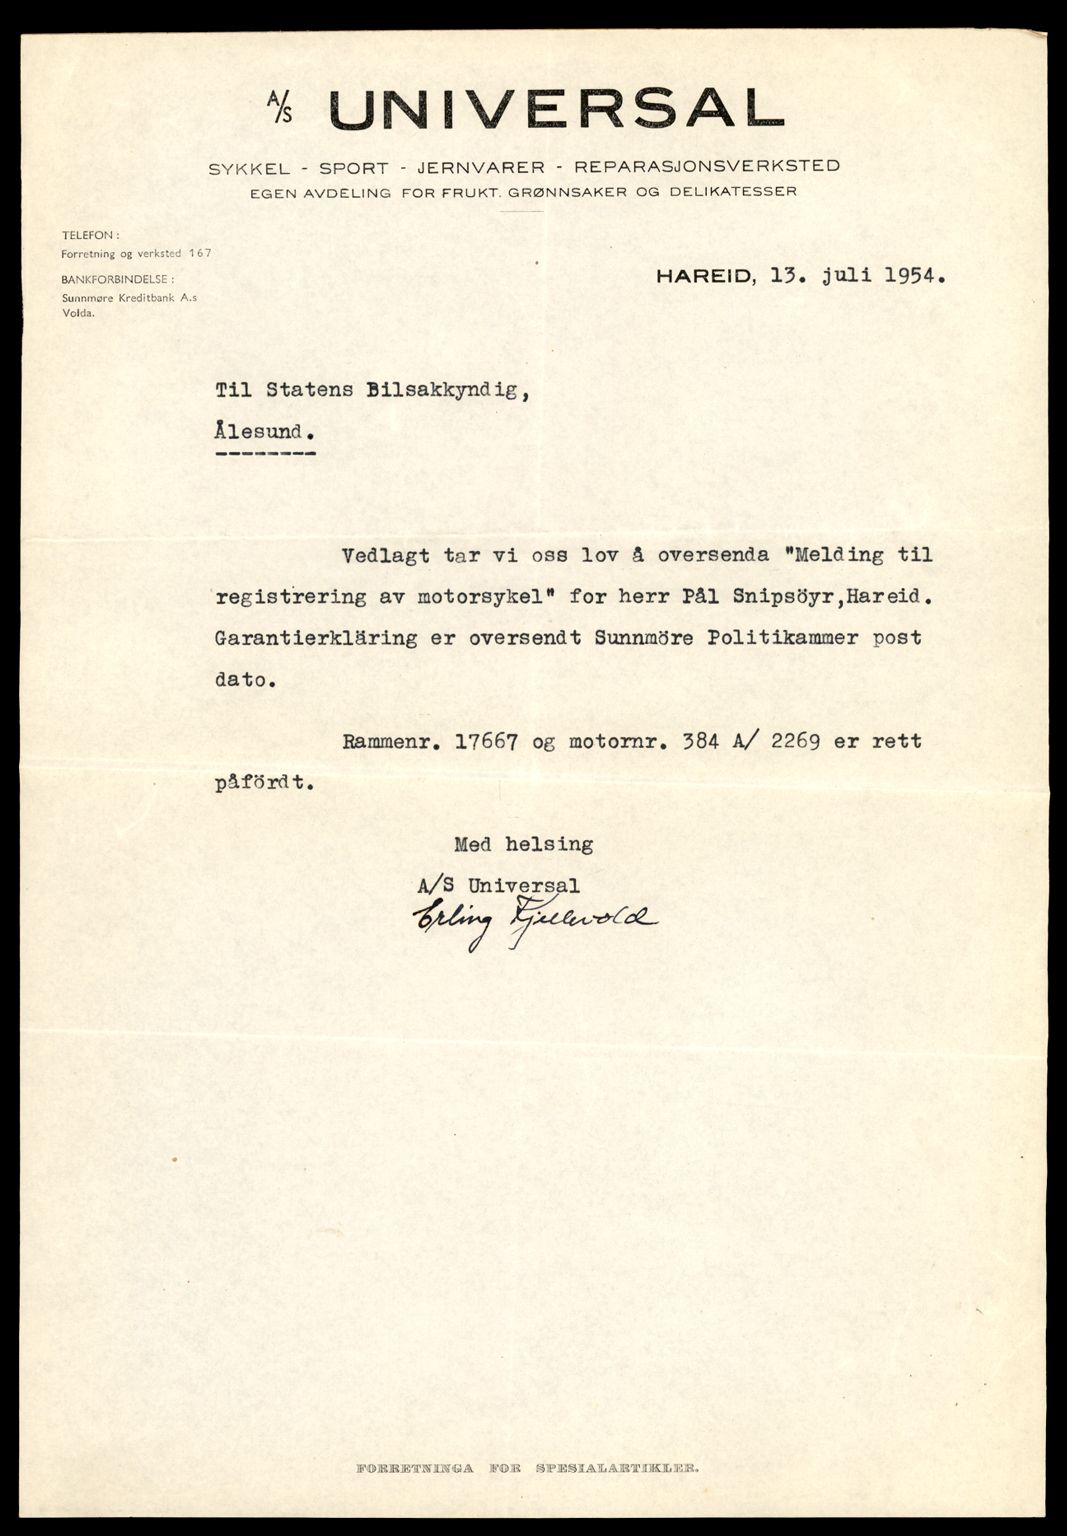 A/S UNIVERSAL
SYKKEL - SPORT - JERNVARER - REPARASJONSVERKSTED
EGEN AVDELING FOR FRUKT. GRØNNSAKER OG DELIKATESSER
TELEFON :
Forretning og verksted 167
BANKFORBINDELSE :
Sunnmøre Kreditbank A.s
Volda.
HAREID, 13. juli 1954.
Til Statens Bilsakkyndig,
Ålesund.
Vedlagt tar vi oss lov å oversenda "Melding til
registrering av motorsykel" for herr Pål Snipsöyr,Hareid.
Garantierkläring er oversendt Sunnmöre Politikammer post
dato.
Rammenr. 17667 og motornr. 384 A/ 2269 er rett
påfördt.
Med helsing
A/S Universal
Erling Fjellvold
FORRETNINGA FOR SPESIALARTIKLER.